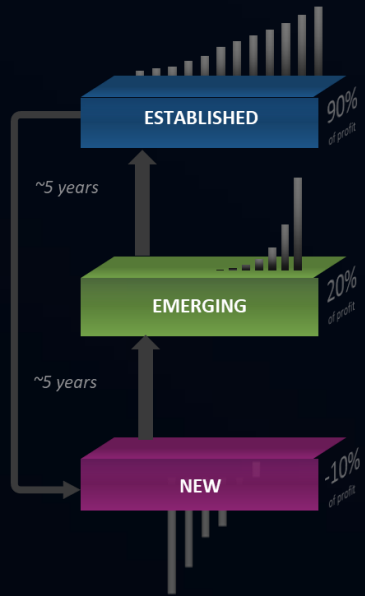 ESTABLISHED
90%
of profit
~5 years
EMERGING
20%
of profit
~5 years
NEW
-10%
of profit